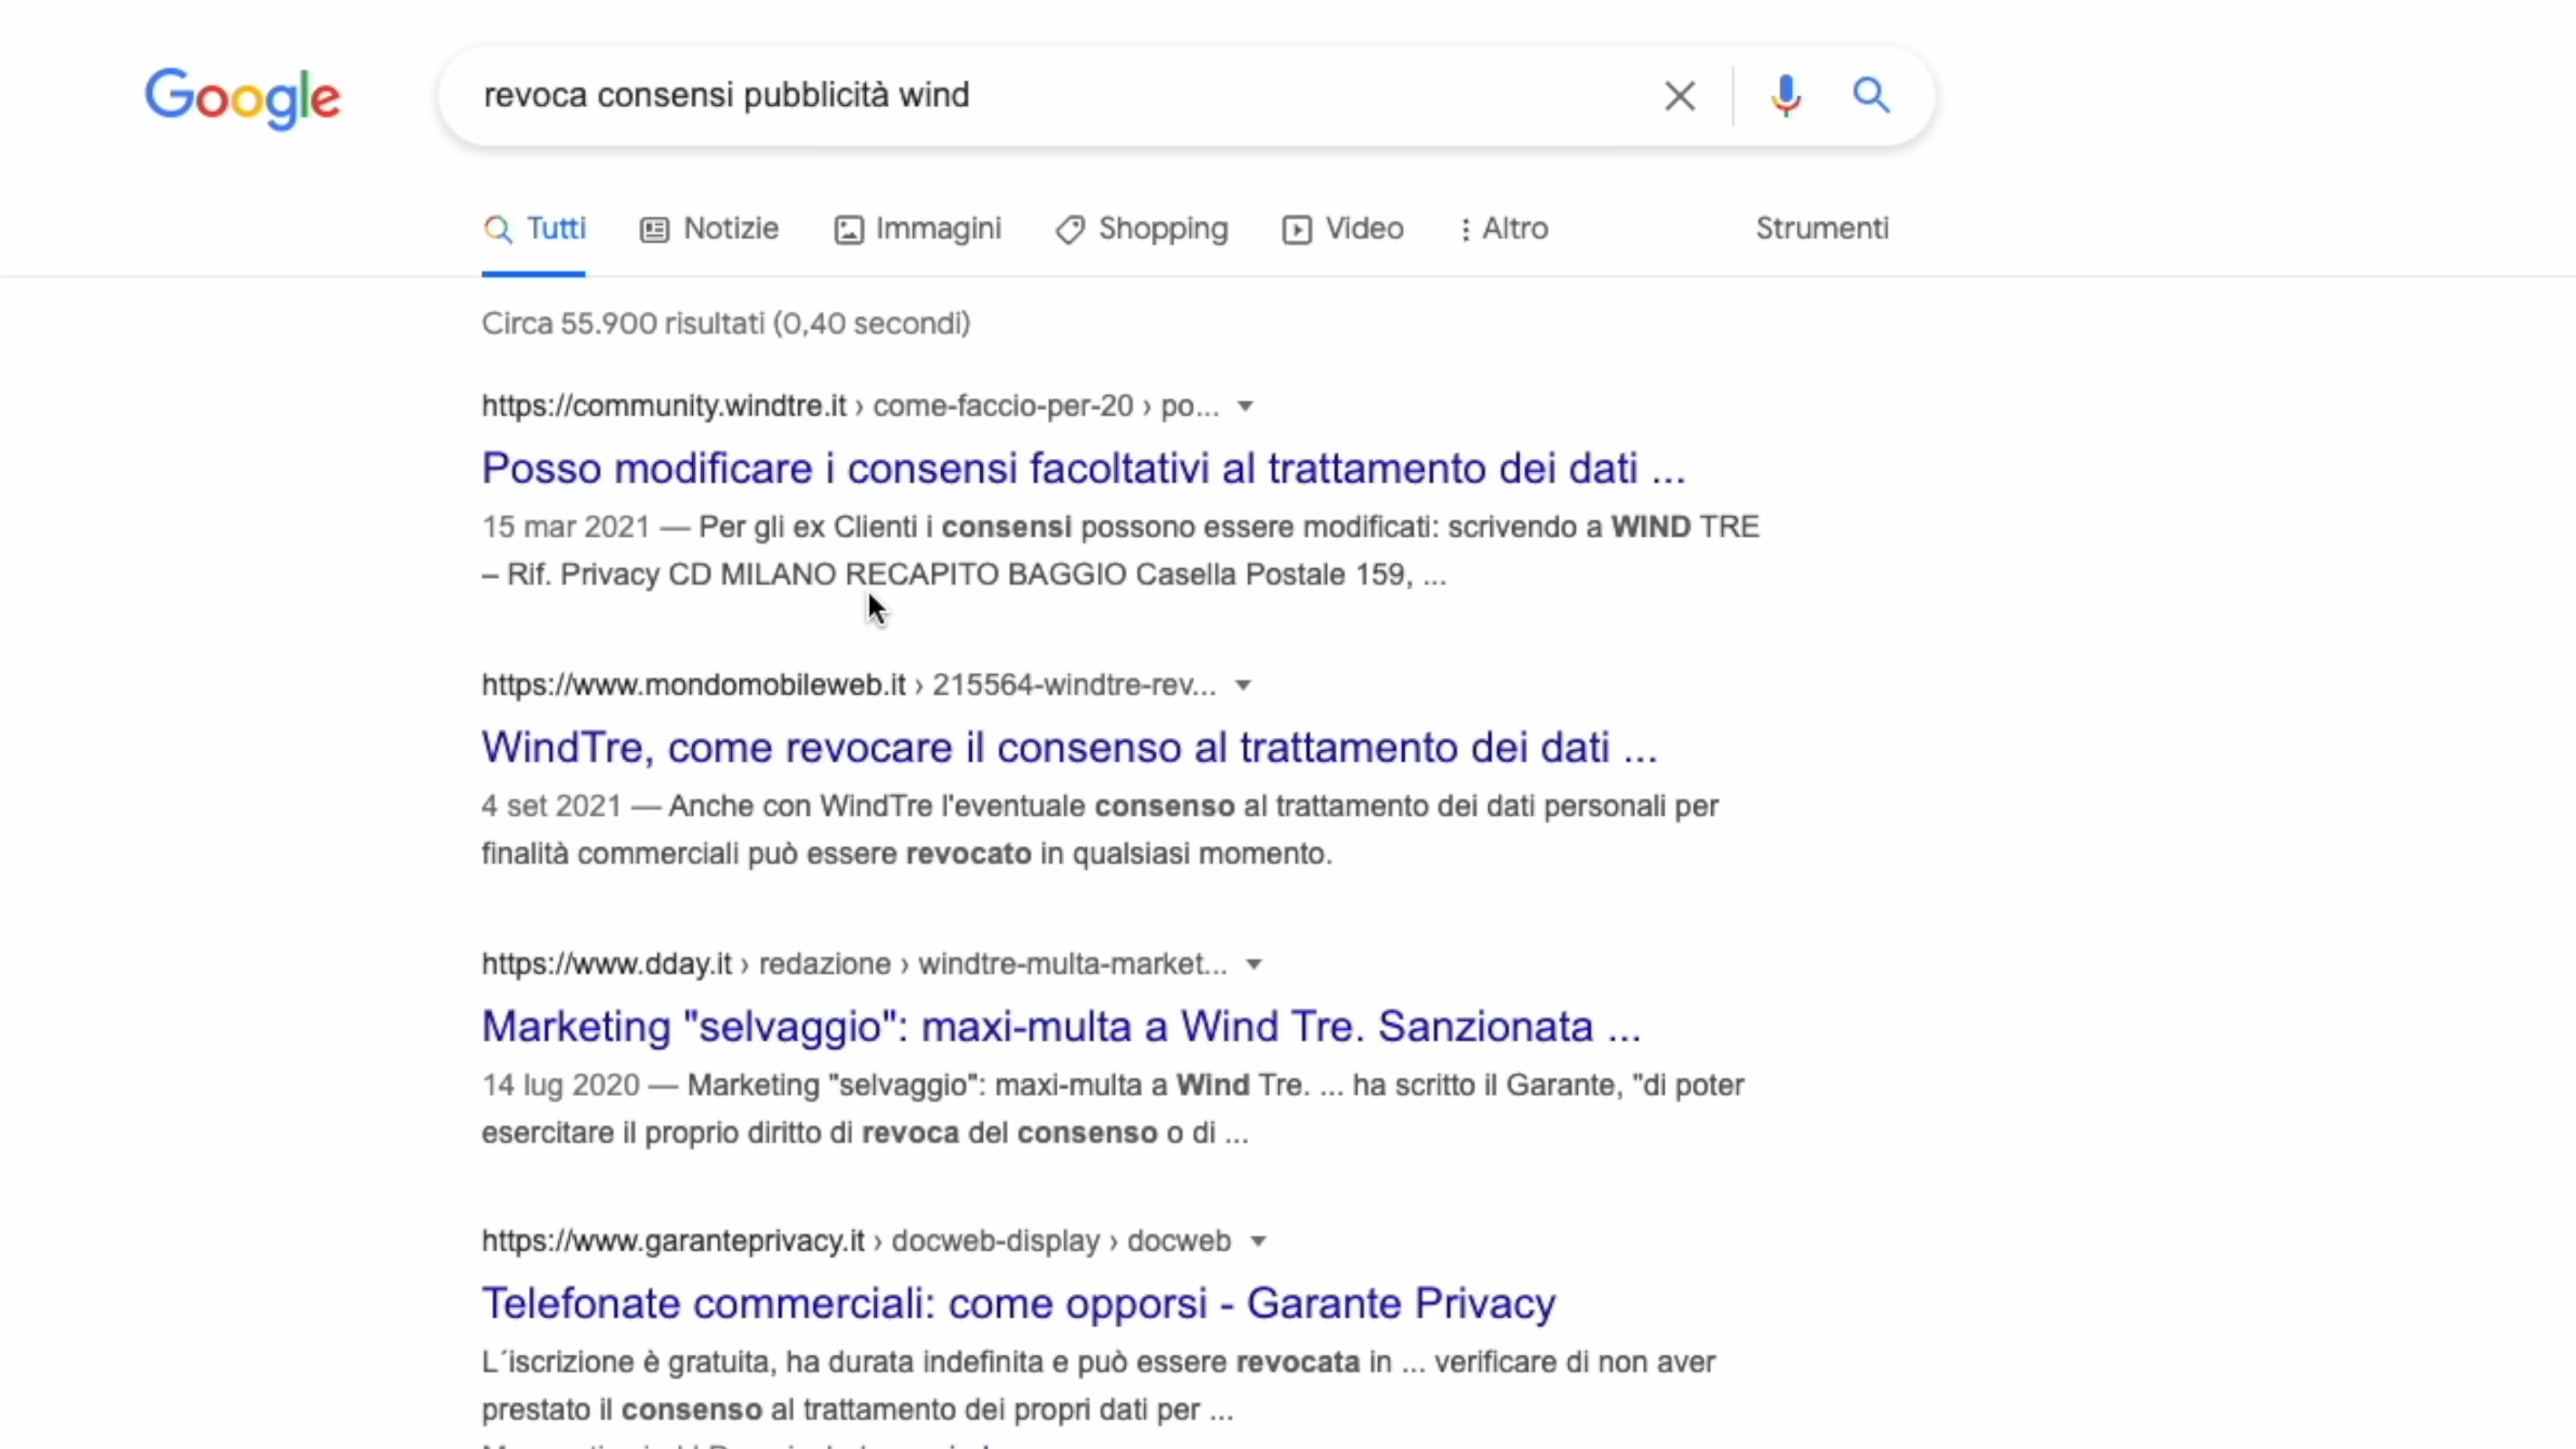 Google
revoca consensi pubblicità wind
Tutti
Notizie
Immagini
Shopping
Video
Altro
Strumenti
Circa 55.900 risultati (0,40 secondi)
https://community.windtre.it › come-faccio-per-20 › po...
Posso modificare i consensi facoltativi al trattamento dei dati ...
15 mar 2021 — Per gli ex Clienti i consensi possono essere modificati: scrivendo a WIND TRE
– Rif. Privacy CD MILANO RECAPITO BAGGIO Casella Postale 159, ...
https://www.mondomobileweb.it › 215564-windtre-rev...
WindTre, come revocare il consenso al trattamento dei dati ...
4 set 2021 — Anche con WindTre l'eventuale consenso al trattamento dei dati personali per
finalità commerciali può essere revocato in qualsiasi momento.
https://www.dday.it › redazione › windtre-multa-market...
Marketing "selvaggio": maxi-multa a Wind Tre. Sanzionata ...
14 lug 2020 — Marketing "selvaggio": maxi-multa a Wind Tre. ... ha scritto il Garante, "di poter
esercitare il proprio diritto di revoca del consenso o di ...
https://www.garanteprivacy.it › docweb-display › docweb
Telefonate commerciali: come opporsi - Garante Privacy
L´iscrizione è gratuita, ha durata indefinita e può essere revocata in ... verificare di non aver
prestato il consenso al trattamento dei propri dati per ...